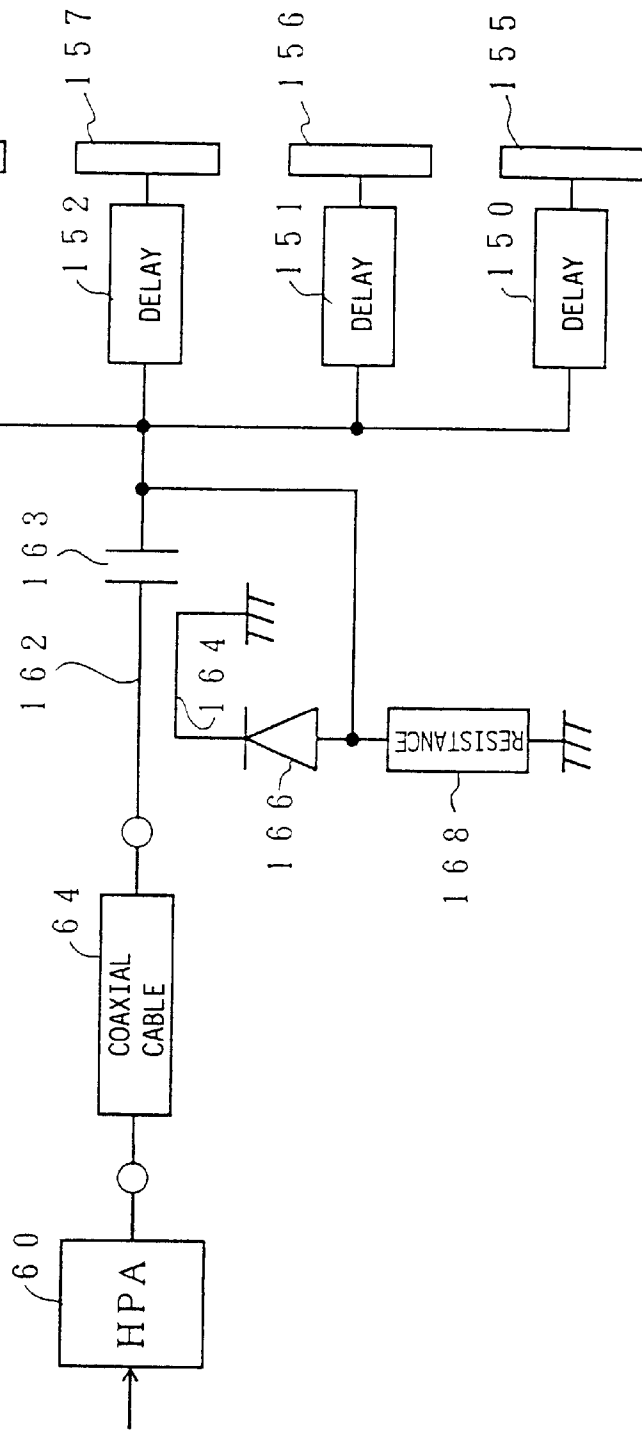 60
HPA
64
COAXIAL
CABLE
162
163
164
166
RESISTANCE
168
152
DELAY
157
151
DELAY
156
150
DELAY
155